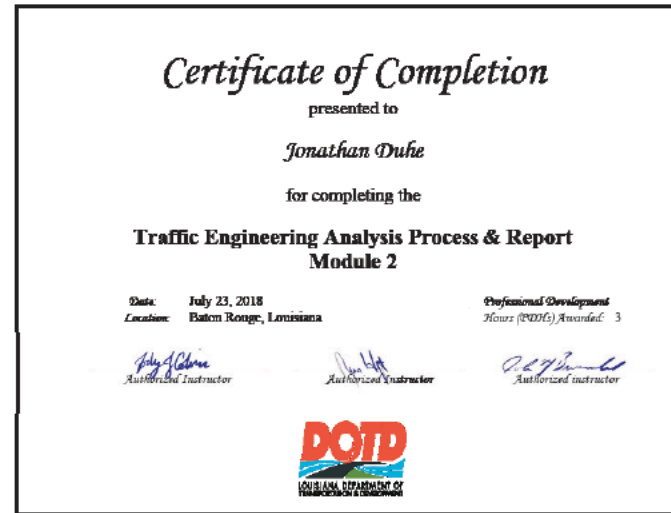 Certificate of Completion
presented to
Jonathan Duhe
for completing the
Traffic Engineering Analysis Process & Report
Module 2
Date: July 23, 2018
Location: Baton Rouge, Louisiana
Professional Development
Hours (PDHs) Awarded: 3
Authorized Instructor
Authorized Instructor
Authorized instructor
DOTD
LOUISIANA DEPARTMENT OF
TRANSPORTATION & DEVELOPMENT